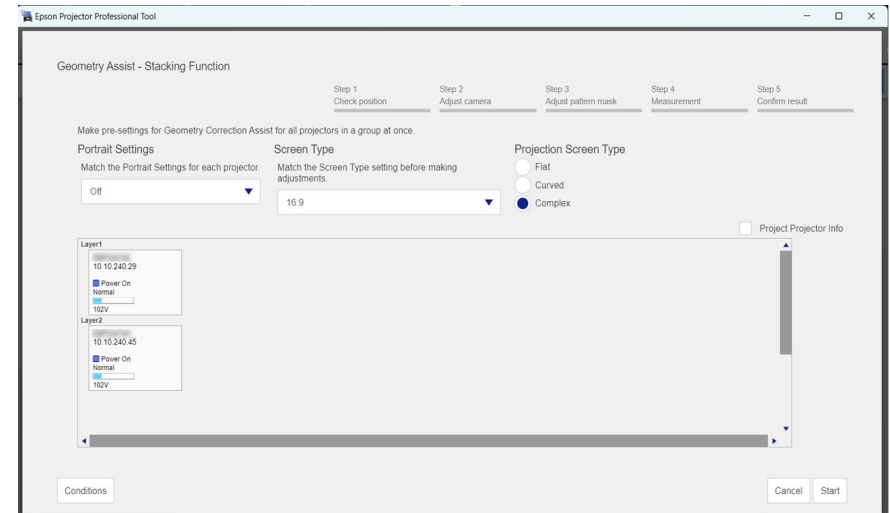 Epson Projector Professional Tool
Geometry Assist - Stacking Function
Step 1
Check position
Step 2
Adjust camera
Step 3
Adjust pattern mask
Step 4
Measurement
Step 5
Confirm result
Make pre-settings for Geometry Correction Assist for all projectors in a group at once.
Portrait Settings
Match the Portrait Settings for each projector.
Off
Screen Type
Match the Screen Type setting before making
adjustments.
16:9
Projection Screen Type
Flat
Curved
Complex
Project Projector Info
Layer1
10.10.240.29
Power On
Normal
102V
Layer2
10.10.240.45
Power On
Normal
102V
Conditions
Cancel
Start